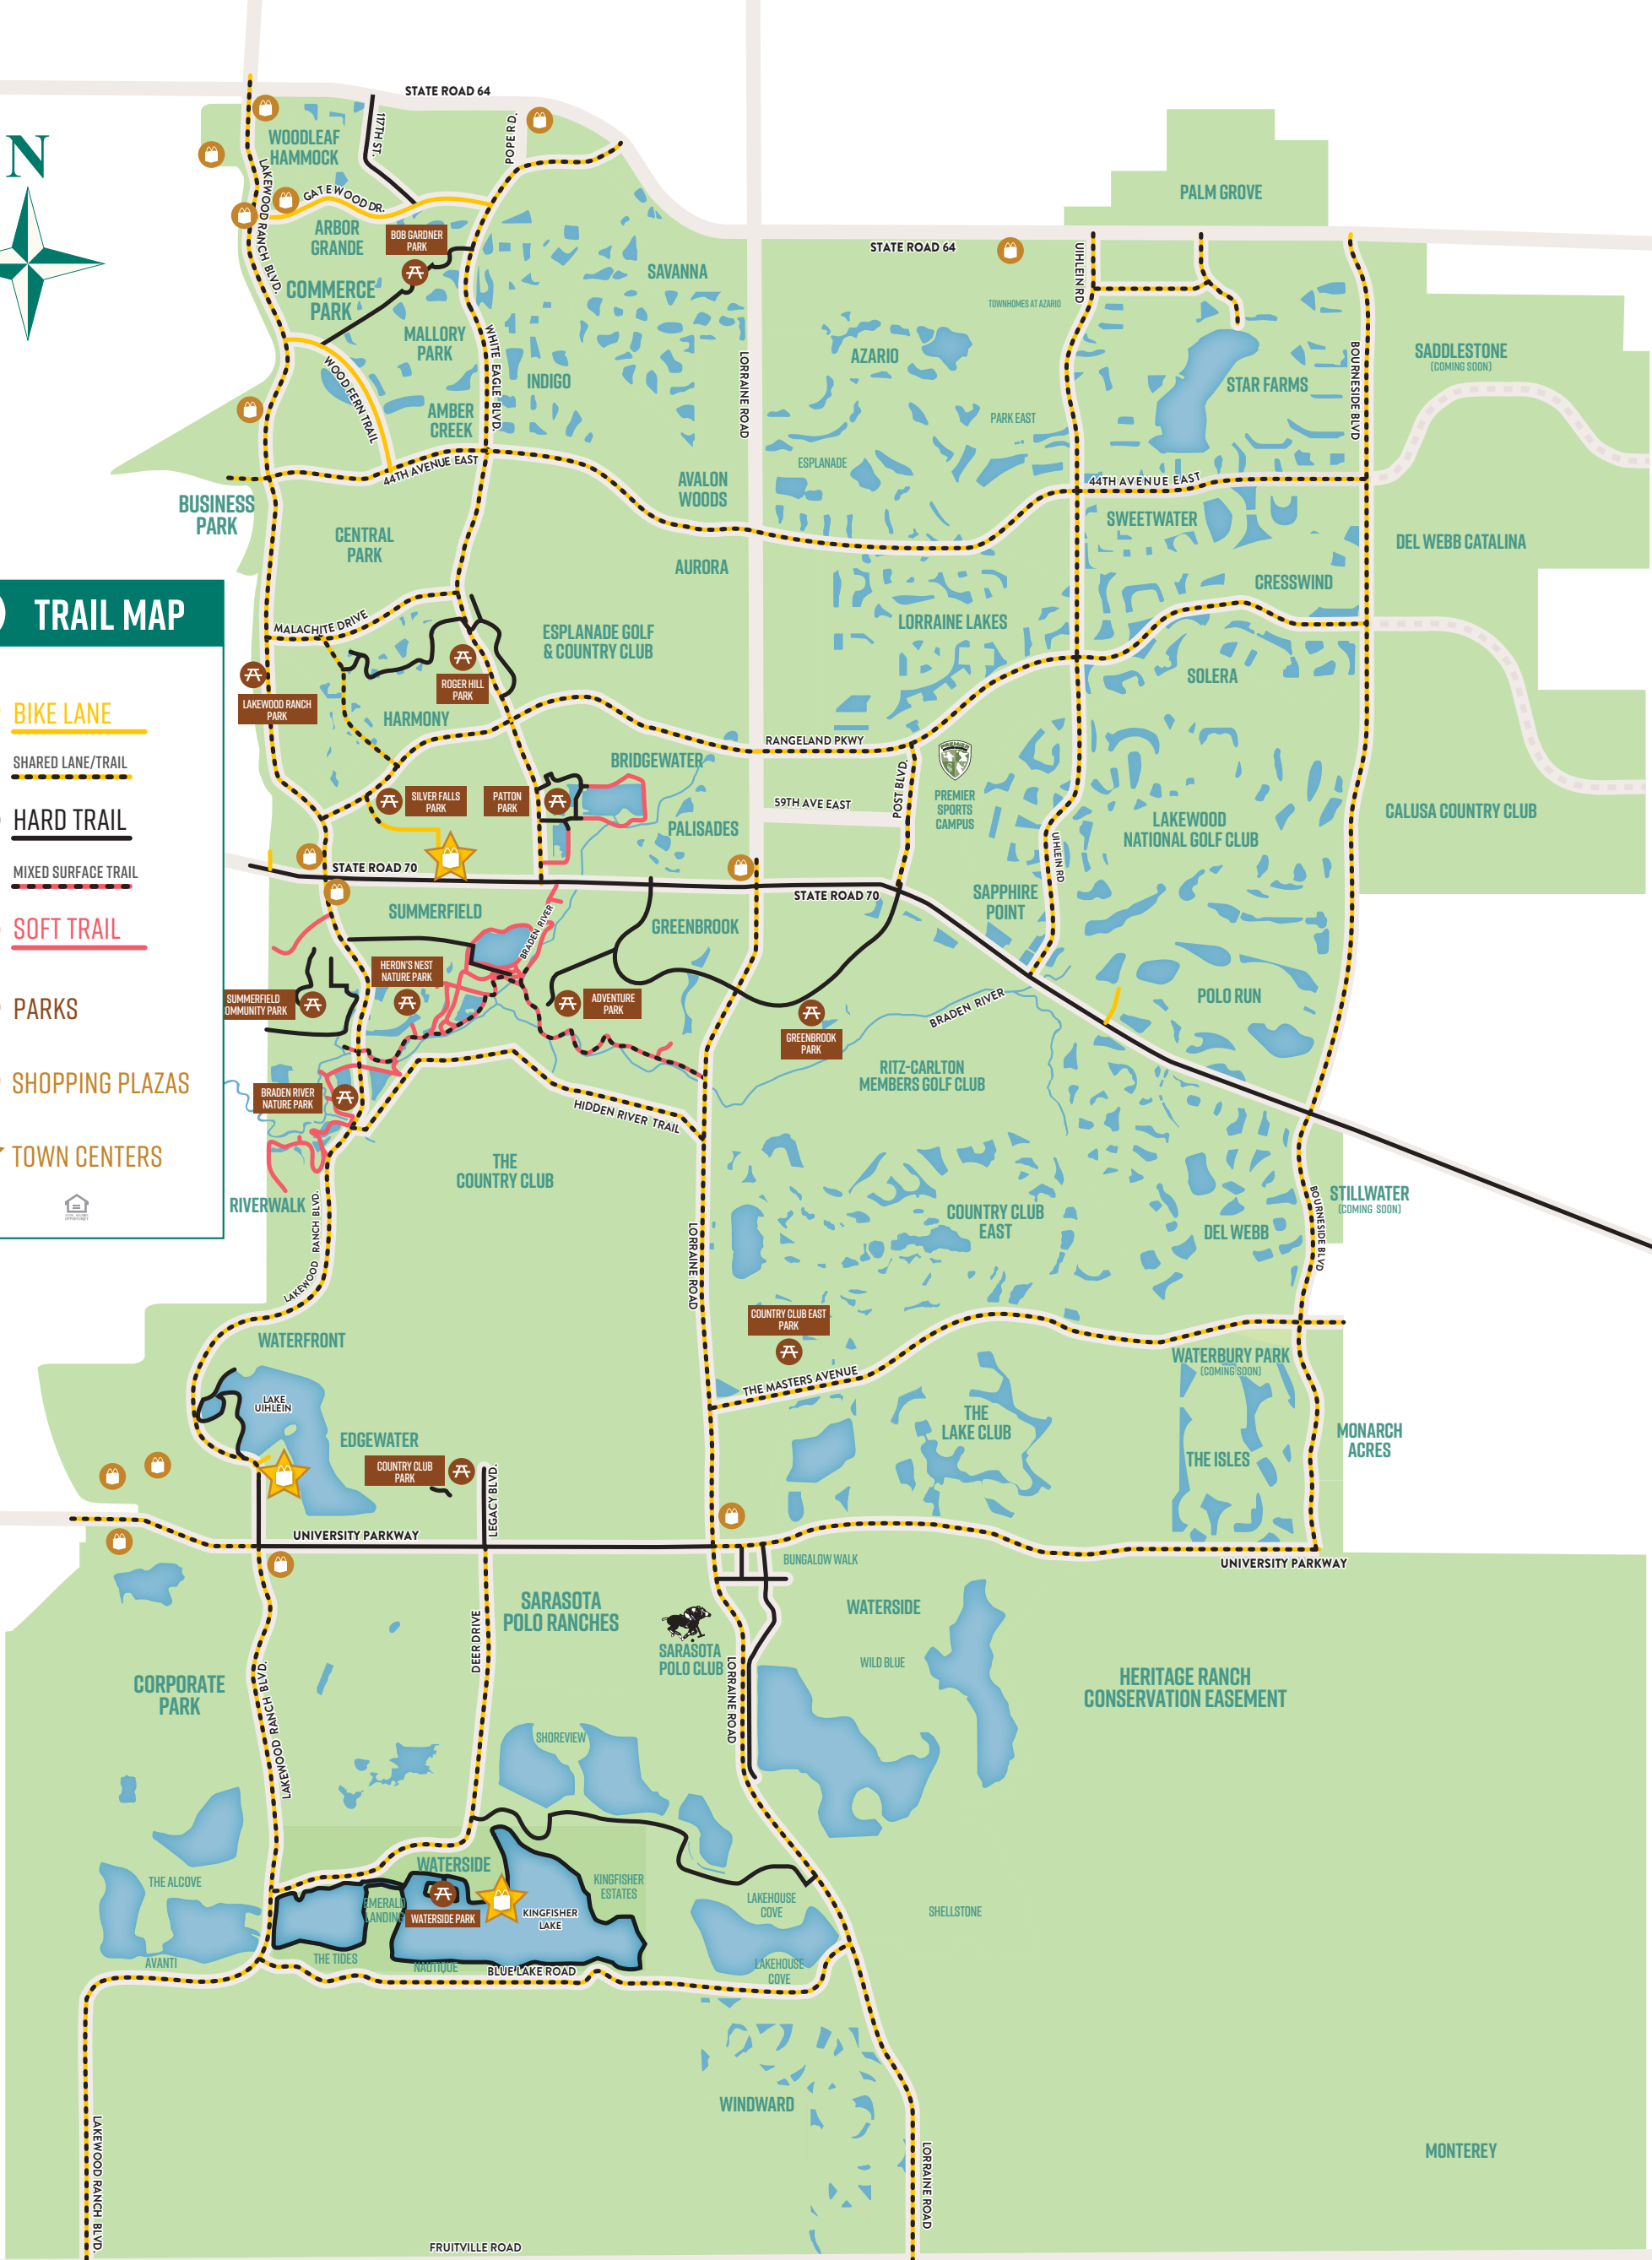 STATE ROAD 64
N
WOODLEAF
HAMMOCK
117TH ST.
POPE RD.
LAKEWOOD RANCH BLVD.
GATEWOOD DR.
ARBOR
GRANDE
BOB GARDNER
PARK
PALM GROVE
STATE ROAD 64
UIHLEIN RD
SAVANNA
COMMERCE
PARK
TOWNHOMES AT AZARIO
MALLORY
PARK
WHITE EAGLE BLVD.
LORRAINE ROAD
AZARIO
BOURNESIDE BLVD
SADDLESTONE
(COMING SOON)
WOOD FERN TRAIL
INDIGO
STAR FARMS
AMBER
CREEK
PARK EAST
ESPLANADE
44TH AVENUE EAST
AVALON
WOODS
44TH AVENUE EAST
BUSINESS
PARK
SWEETWATER
CENTRAL
PARK
DEL WEBB CATALINA
AURORA
CRESSWIND
TRAIL MAP
MALACHITE DRIVE
ESPLANADE GOLF
& COUNTRY CLUB
LORRAINE LAKES
SOLERA
ROGER HILL
PARK
LAKEWOOD RANCH
PARK
HARMONY
BIKE LANE
SHARED LANE/TRAIL
HARD TRAIL
MIXED SURFACE TRAIL
SOFT TRAIL
PARKS
SHOPPING PLAZAS
TOWN CENTERS
RANGELAND PKWY
BRIDGEWATER
PREMIER
PREMIER
SPORTS
CAMPUS
POST BLVD.
SILVER FALLS
PARK
PATTON
PARK
59TH AVE EAST
PALISADES
LAKEWOOD
NATIONAL GOLF CLUB
CALUSA COUNTRY CLUB
UIHLEIN RD
STATE ROAD 70
STATE ROAD 70
SAPPHIRE
POINT
SUMMERFIELD
BRADEN RIVER
GREENBROOK
HERON'S NEST
NATURE PARK
SUMMERFIELD
OMMUNITY PARK
ADVENTURE
PARK
POLO RUN
BRADEN RIVER
GREENBROOK
PARK
RITZ-CARLTON
MEMBERS GOLF CLUB
BRADEN RIVER
NATURE PARK
HIDDEN RIVER TRAIL
THE
COUNTRY CLUB
RIVERWALK
LAKEWOOD RANCH BLVD.
LORRAINE ROAD
COUNTRY CLUB
EAST
DEL WEBB
BOURNESIDE BLVD
STILLWATER
(COMING SOON)
WATERFRONT
COUNTRY CLUB EAST
PARK
THE MASTERS AVENUE
WATERBURY PARK
(COMING SOON)
LAKE
UIHLEIN
EDGEWATER
THE
LAKE CLUB
MONARCH
ACRES
THE ISLES
COUNTRY CLUB
PARK
LEGACY BLVD.
UNIVERSITY PARKWAY
BUNGALOW WALK
UNIVERSITY PARKWAY
SARASOTA
POLO RANCHES
WATERSIDE
DEER DRIVE
SARASOTA
POLO CLUB
LORRAINE ROAD
WILD BLUE
CORPORATE
PARK
LAKEWOOD RANCH BLVD.
HERITAGE RANCH
CONSERVATION EASEMENT
SHOREVIEW
WATERSIDE
THE ALCOVE
KINGFISHER
ESTATES
EMERALD
LANDING
WATERSIDE PARK
KINGFISHER
LAKE
LAKEHOUSE
COVE
SHELLSTONE
AVANTI
THE TIDES
NAUTIQUE
BLUE LAKE ROAD
LAKEHOUSE
COVE
WINDWARD
LAKEWOOD RANCH BLVD.
LORRAINE ROAD
MONTEREY
FRUITVILLE ROAD